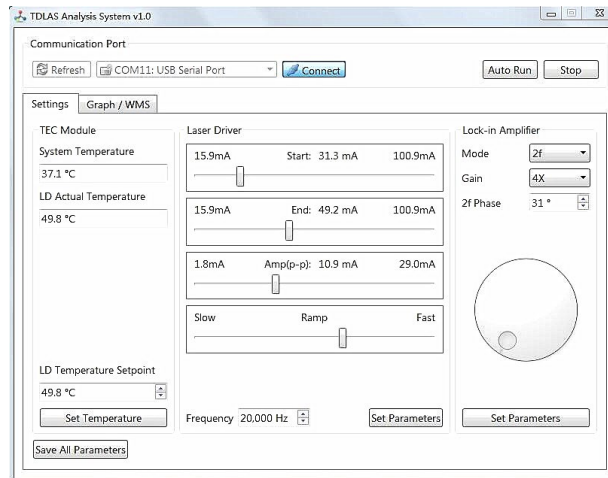 TDLAS Analysis System v1.0
Communication Port
Refresh
COM11: USB Serial Port
Connect
Auto Run
Stop
Settings
Graph / WMS
TEC Module
System Temperature
37.1 °C
LD Actual Temperature
49.8 °C
LD Temperature Setpoint
49.8 °C
Set Temperature
Laser Driver
15.9mA Start: 31.3 mA 100.9mA
15.9mA End: 49.2 mA 100.9mA
1.8mA Amp(p-p): 10.9 mA 29.0mA
Slow Ramp Fast
Frequency 20,000 Hz
Set Parameters
Lock-in Amplifier
Mode 2f
Gain 4X
2f Phase 31 °
Set Parameters
Save All Parameters